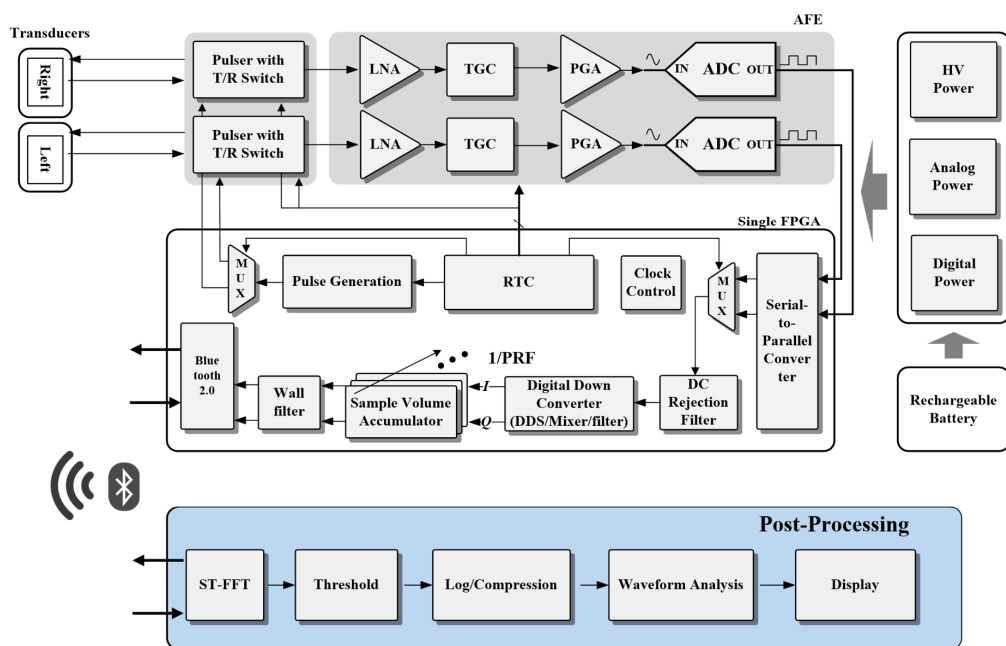 AFE
Transducers
Right
Left
Pulser with
T/R Switch
LNA
TGC
PGA
IN
ADC
OUT
Pulser with
T/R Switch
LNA
TGC
PGA
IN
ADC
OUT
HV
Power
Analog
Power
Digital
Power
Rechargeable
Battery
Single FPGA
MUX
Pulse Generation
RTC
Clock
Control
MUX
Serial-
to-
Parallel
Conver
ter
Blue
tooth
2.0
Wall
filter
1/PRF
Sample Volume
Accumulator
I
Q
Digital Down
Converter
(DDS/Mixer/filter)
DC
Rejection
Filter
Post-Processing
ST-FFT
Threshold
Log/Compression
Waveform Analysis
Display